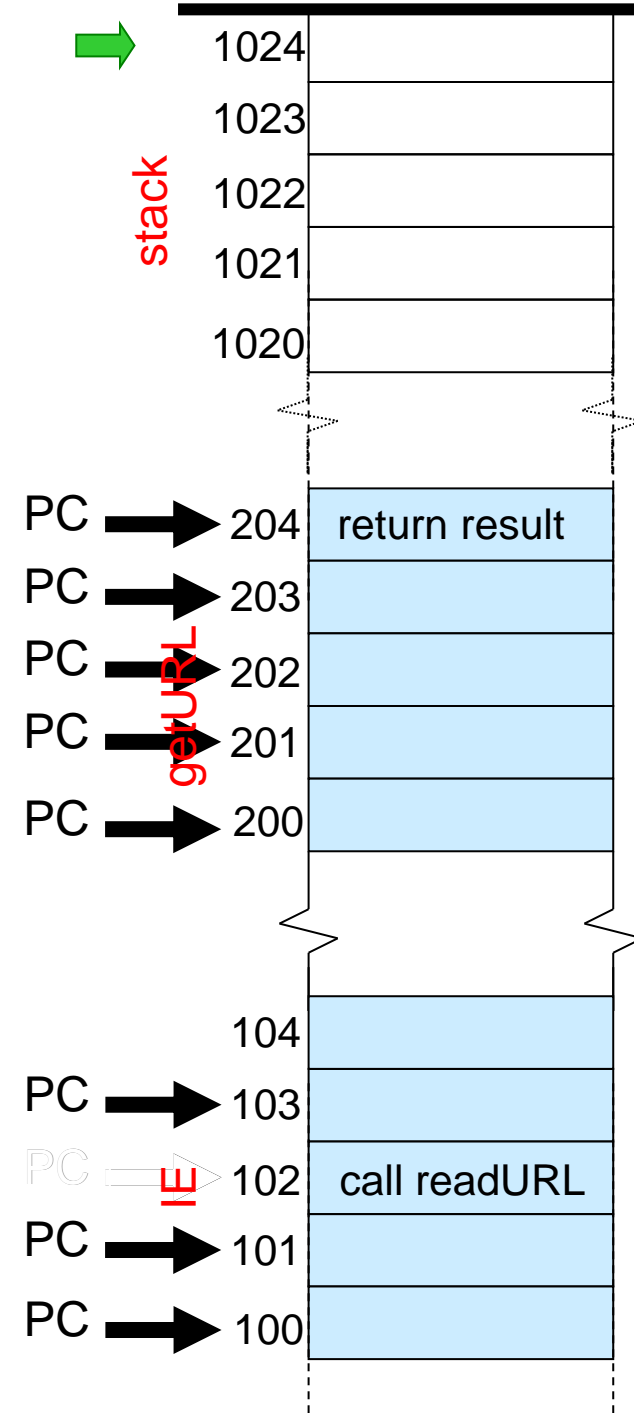 1024
1023
stack
1022
1021
1020
PC 204 return result
PC 203
PC 202
getURL
PC 201
PC 200
104
PC 103
PC IE 102 call readURL
PC 101
PC 100